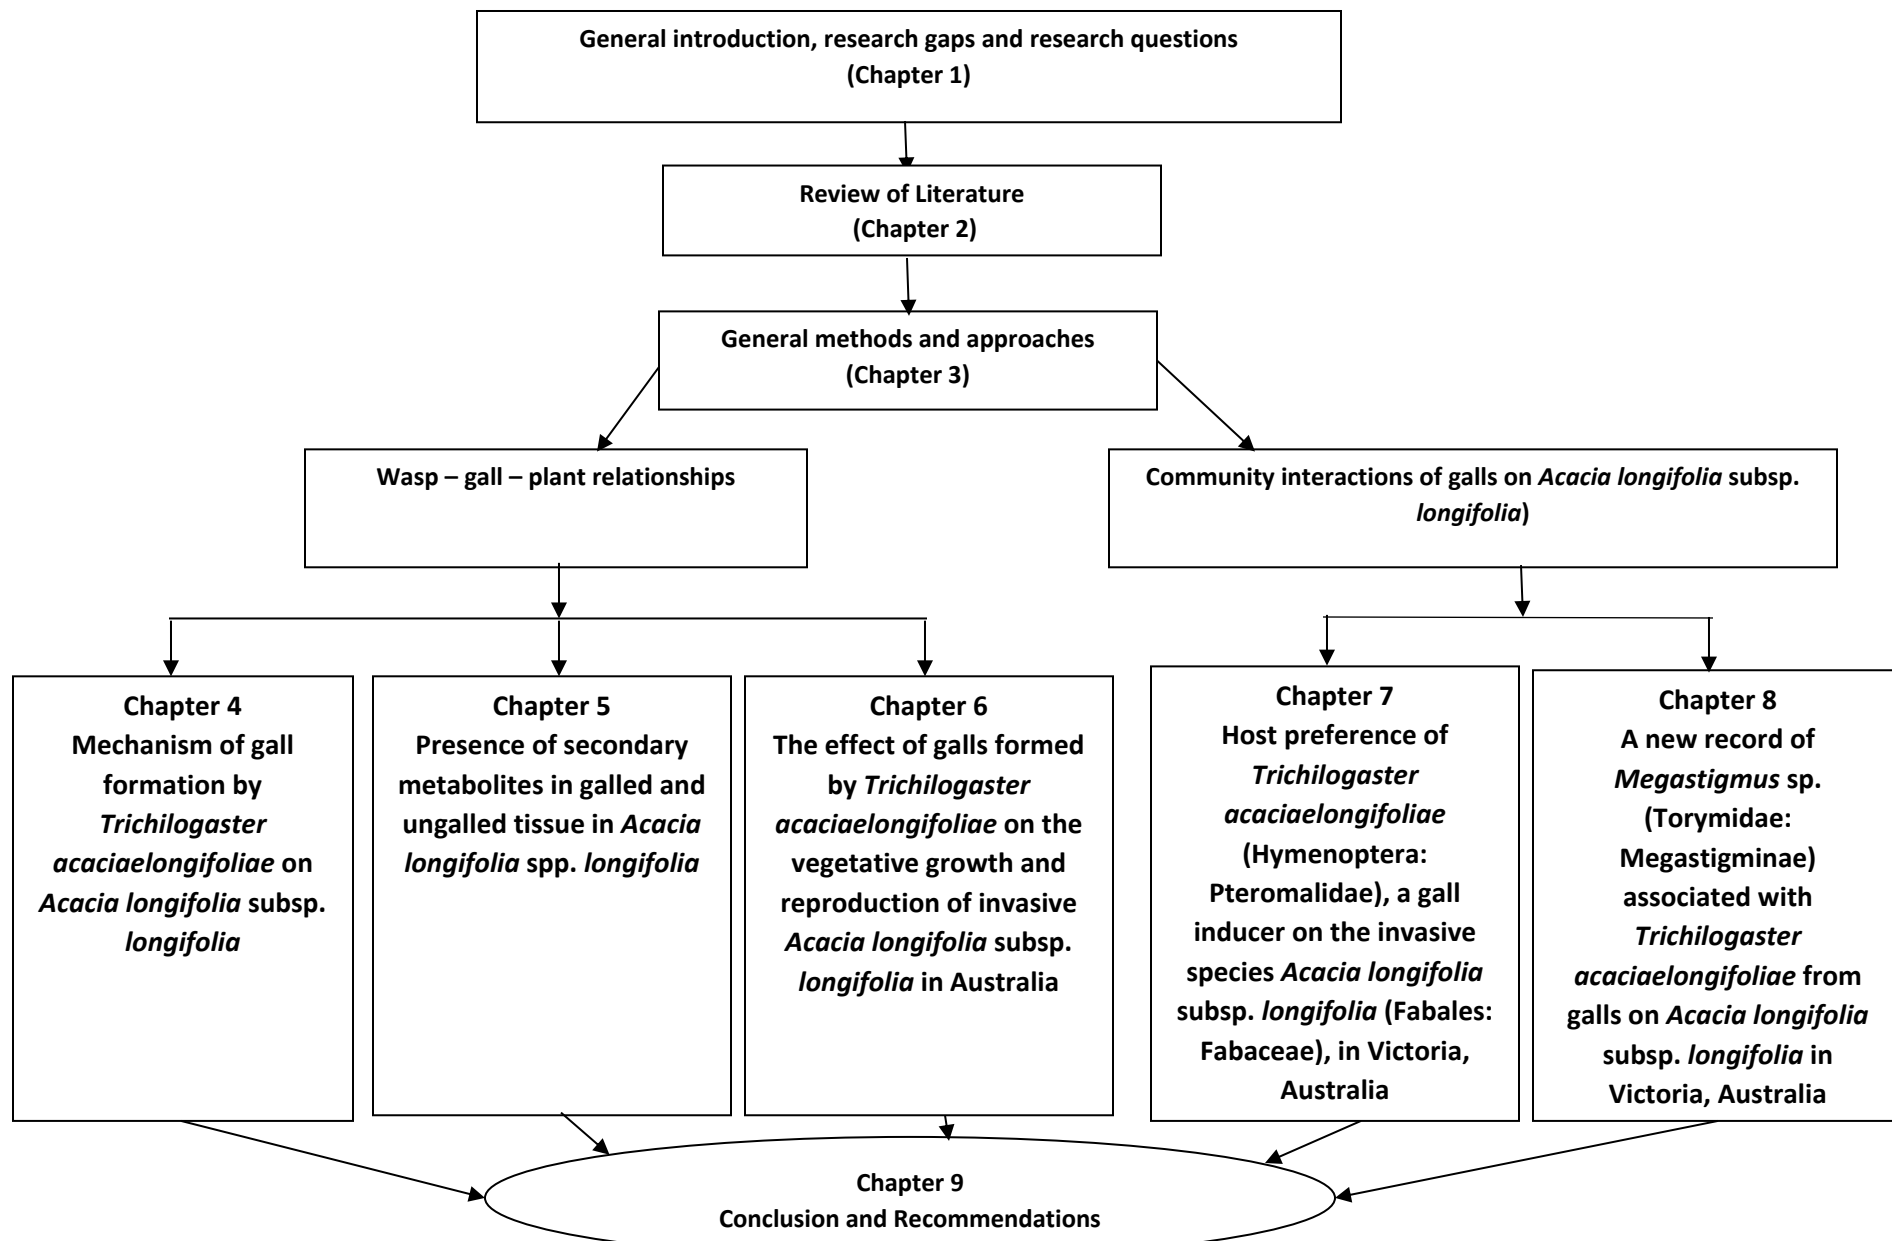 General introduction, research gaps and research questions
(Chapter 1)
Review of Literature
(Chapter 2)
General methods and approaches
(Chapter 3)
Wasp – gall – plant relationships
Community interactions of galls on Acacia longifolia subsp.
longifolia)
Chapter 4
Mechanism of gall
formation by
Trichilogaster
acaciaelongifoliae on
Acacia longifolia subsp.
longifolia
Chapter 5
Presence of secondary
metabolites in galled and
ungalled tissue in Acacia
longifolia spp. longifolia
Chapter 6
The effect of galls formed
by Trichilogaster
acaciaelongifoliae on the
vegetative growth and
reproduction of invasive
Acacia longifolia subsp.
longifolia in Australia
Chapter 7
Host preference of
Trichilogaster
acaciaelongifoliae
(Hymenoptera:
Pteromalidae), a gall
inducer on the invasive
species Acacia longifolia
subsp. longifolia (Fabales:
Fabaceae), in Victoria,
Australia
Chapter 8
A new record of
Megastigmus sp.
(Torymidae:
Megastigminae)
associated with
Trichilogaster
acaciaelongifoliae from
galls on Acacia longifolia
subsp. longifolia in
Victoria, Australia
Chapter 9
Conclusion and Recommendations